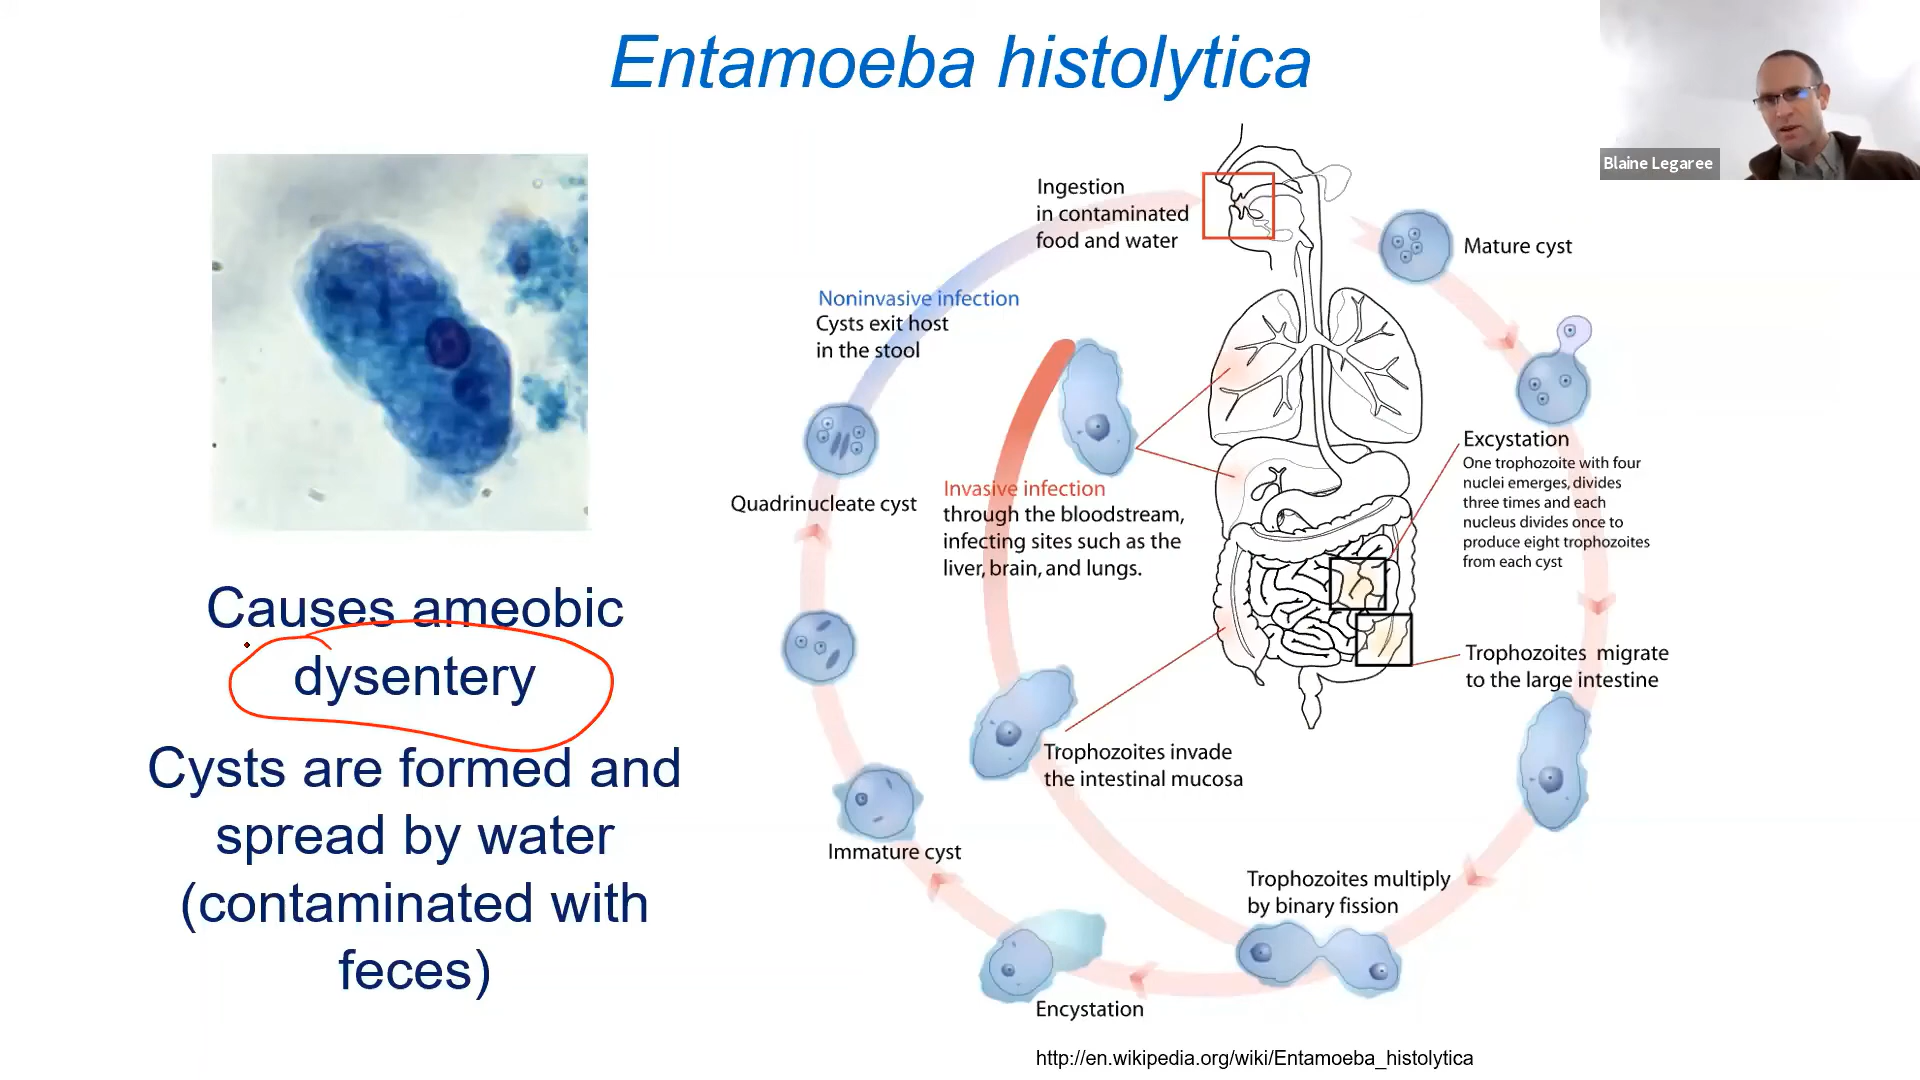 Entamoeba histolytica
Blaine Legaree
Causes ameobic
dysentery
Cysts are formed and
spread by water
(contaminated with
feces)
Ingestion
in contaminated
food and water
Mature cyst
Noninvasive infection
Cysts exit host
in the stool
Excystation
One trophozoite with four
nuclei emerges, divides
three times and each
nucleus divides once to
produce eight trophozoites
from each cyst
Quadrinucleate cyst
Invasive infection
through the bloodstream,
infecting sites such as the
liver, brain, and lungs.
Trophozoites migrate
to the large intestine
Trophozoites invade
the intestinal mucosa
Immature cyst
Trophozoites multiply
by binary fission
Encystation
http://en.wikipedia.org/wiki/Entamoeba_histolytica